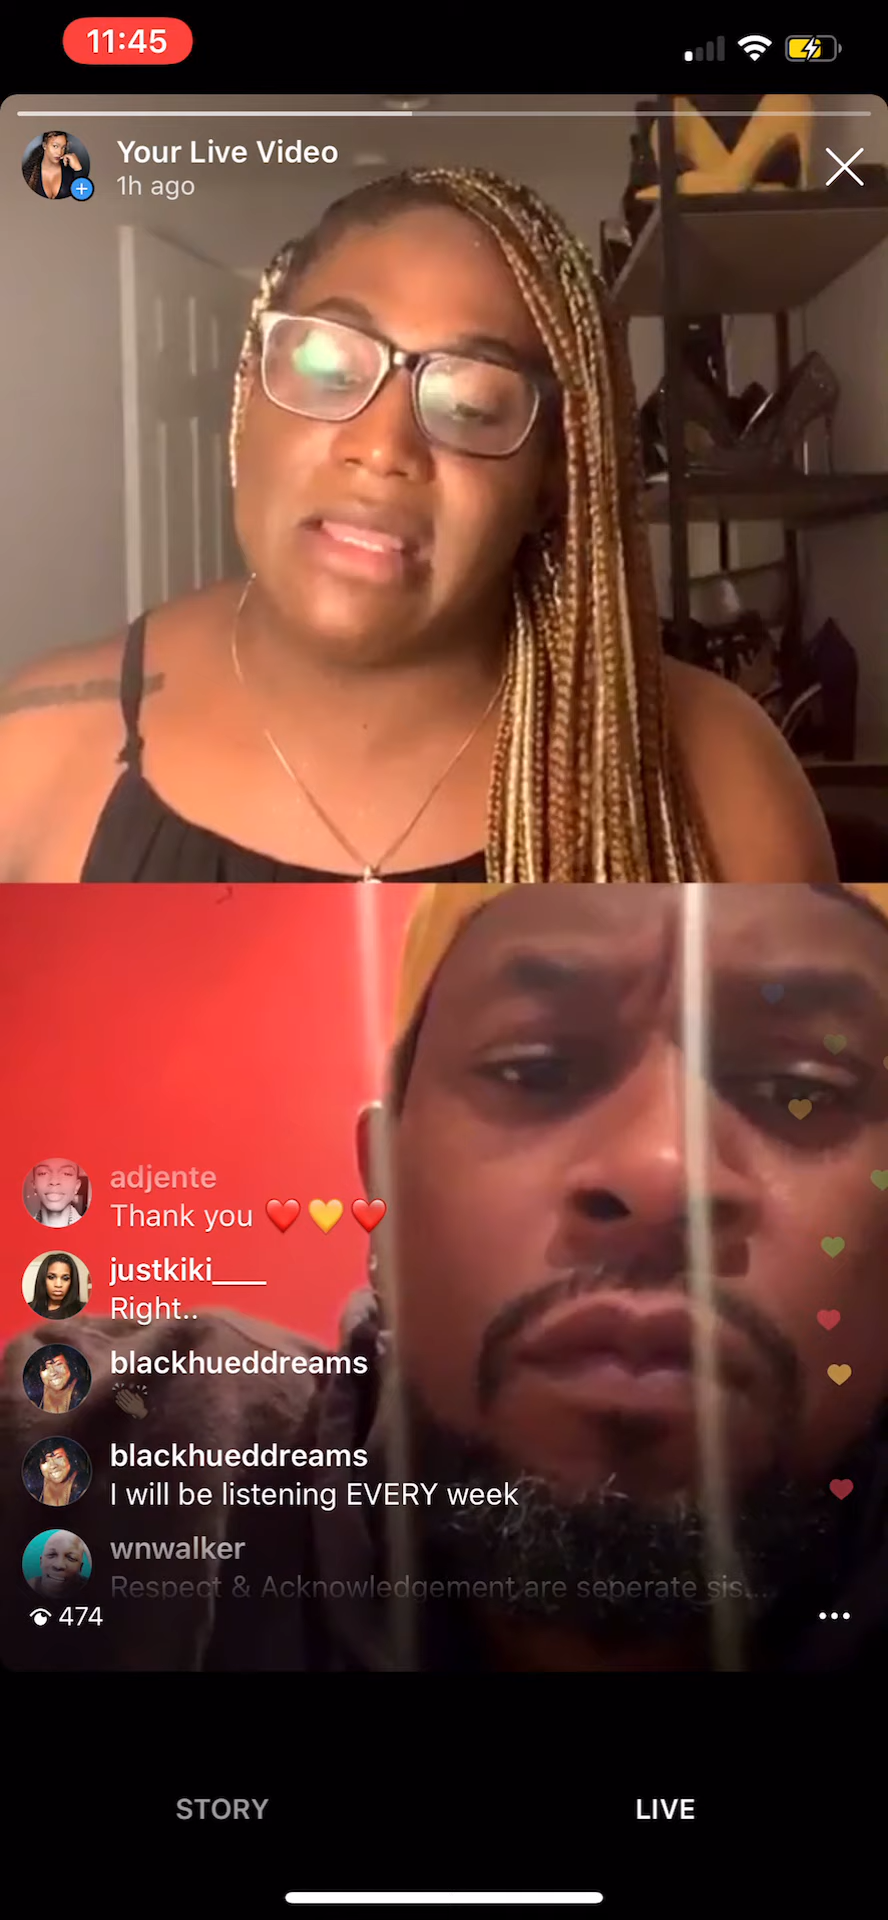 11:45
Your Live Video
1h ago
adjente
Thank you ❤️💛❤️
justkiki___
Right..
blackhueddreams
👏🏽
blackhueddreams
I will be listening EVERY week
wnwalker
Respect & Acknowledgement are seperate sis....
474
STORY
LIVE